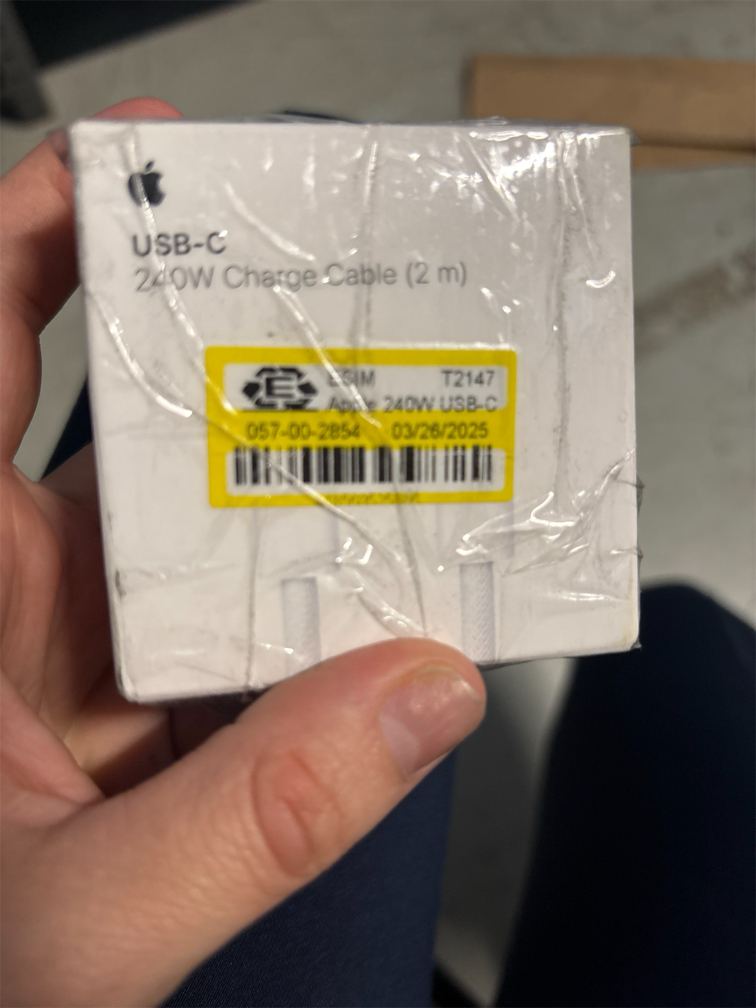 USB-C
240W Charge Cable (2 m)
E
ESIM T2147
Apple 240W USB-C
057-00-2854 03/26/2025